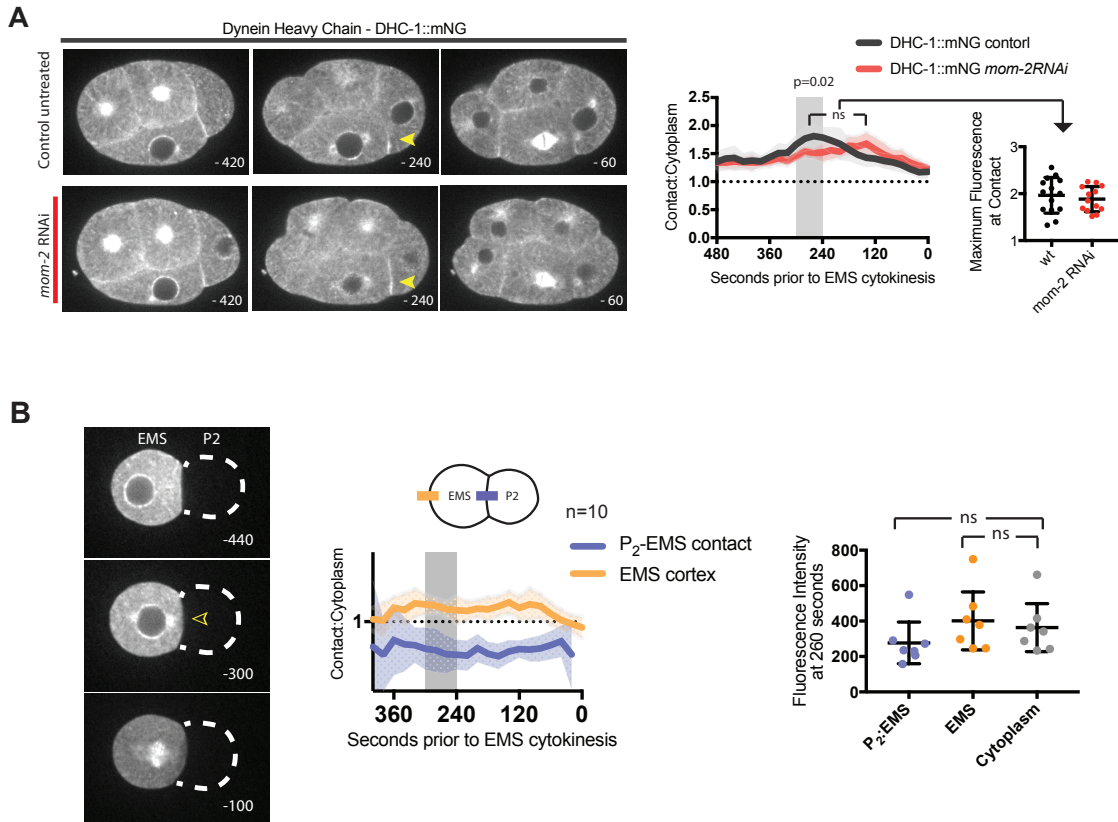 A
Dynein Heavy Chain - DHC-1::mNG
Control untreated
- 420
- 240
- 60
mom-2 RNAi
- 420
- 240
- 60
DHC-1::mNG contorl
DHC-1::mNG mom-2RNAi
p=0.02
ns
Contact:Cytoplasm
2.5
2.0
1.5
1.0
0.5
0.0
480 360 240 120 0
Seconds prior to EMS cytokinesis
Maximum Fluorescence
at Contact
3
2
1
wt
mom-2 RNAi
B
EMS P2
-440
-300
-100
EMS P2
n=10
P2-EMS contact
EMS cortex
Contact:Cytoplasm
1
360 240 120 0
Seconds prior to EMS cytokinesis
ns
ns
Fluorescence Intensity
at 260 seconds
800
600
400
200
0
P2:EMS
EMS
Cytoplasm